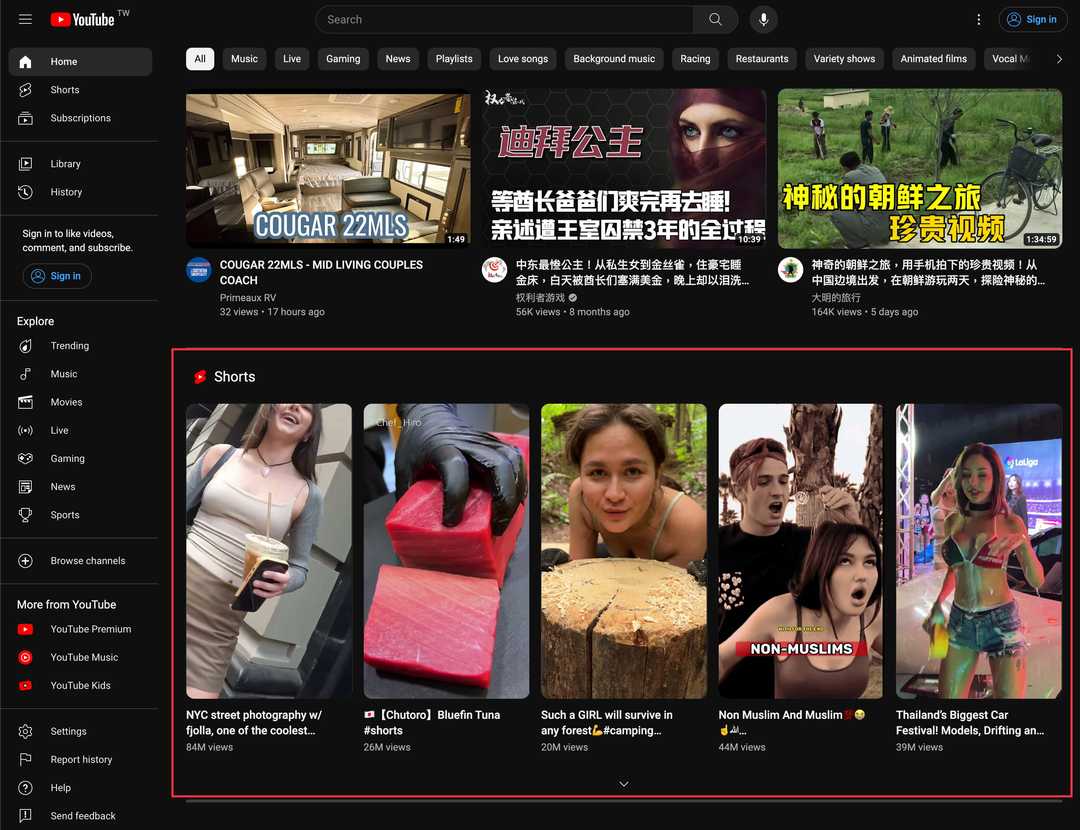 YouTube TW
Search
Sign in
Home
Shorts
Subscriptions
Library
History
Sign in to like videos,
comment, and subscribe.
Sign in
Explore
Trending
Music
Movies
Live
Gaming
News
Sports
Browse channels
More from YouTube
YouTube Premium
YouTube Music
YouTube Kids
Settings
Report history
Help
Send feedback
All Music Live Gaming News Playlists Love songs Background music Racing Restaurants Variety shows Animated films Vocal
COUGAR 22MLS
1:49
COUGAR 22MLS - MID LIVING COUPLES
COACH
Primeaux RV
32 views • 17 hours ago
迪拜公主
等酋长爸爸们爽完再去睡!
亲述遭王室囚禁3年的全过程
10:39
中东最惨公主！从私生女到金丝雀，住豪宅睡
金床，白天被酋长们塞满美金，晚上却以泪洗...
权利者游戏
56K views • 8 months ago
神秘的朝鲜之旅
珍贵视频
1:34:59
神奇的朝鲜之旅，用手机拍下的珍贵视频！从
中国边境出发，在朝鲜游玩两天，探险神秘的...
大明的旅行
164K views • 5 days ago
Shorts
NYC street photography w/
fjolla, one of the coolest...
84M views
Chef_Hiro
🇯🇵【Chutoro】Bluefin Tuna
#shorts
26M views
Such a GIRL will survive in
any forest💪#camping...
20M views
NON-MUSLIMS
Non Muslim And Muslim💯😂
☝️...
44M views
LaLiga
Thailand's Biggest Car
Festival! Models, Drifting an...
39M views